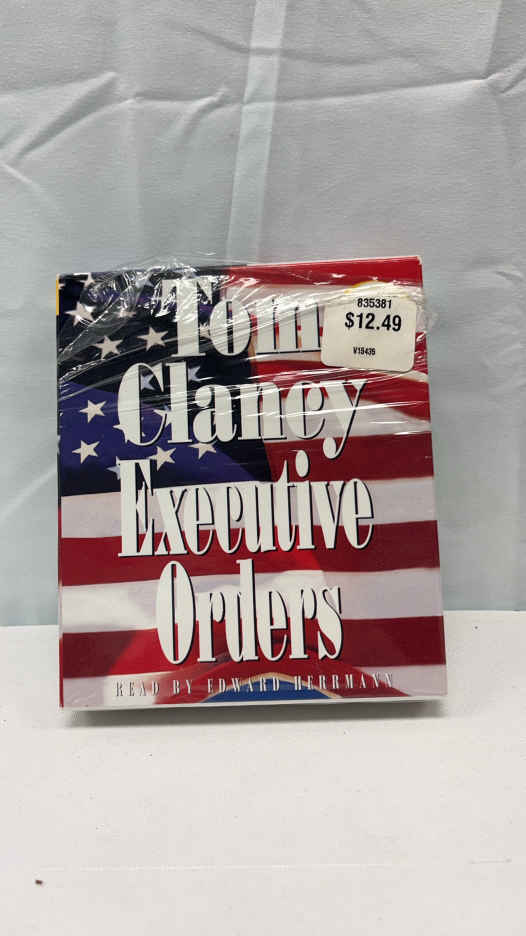 Tom
Clancy
Executive
Orders
READ BY EDWARD HERRMANN
835381
$12.49
V19435